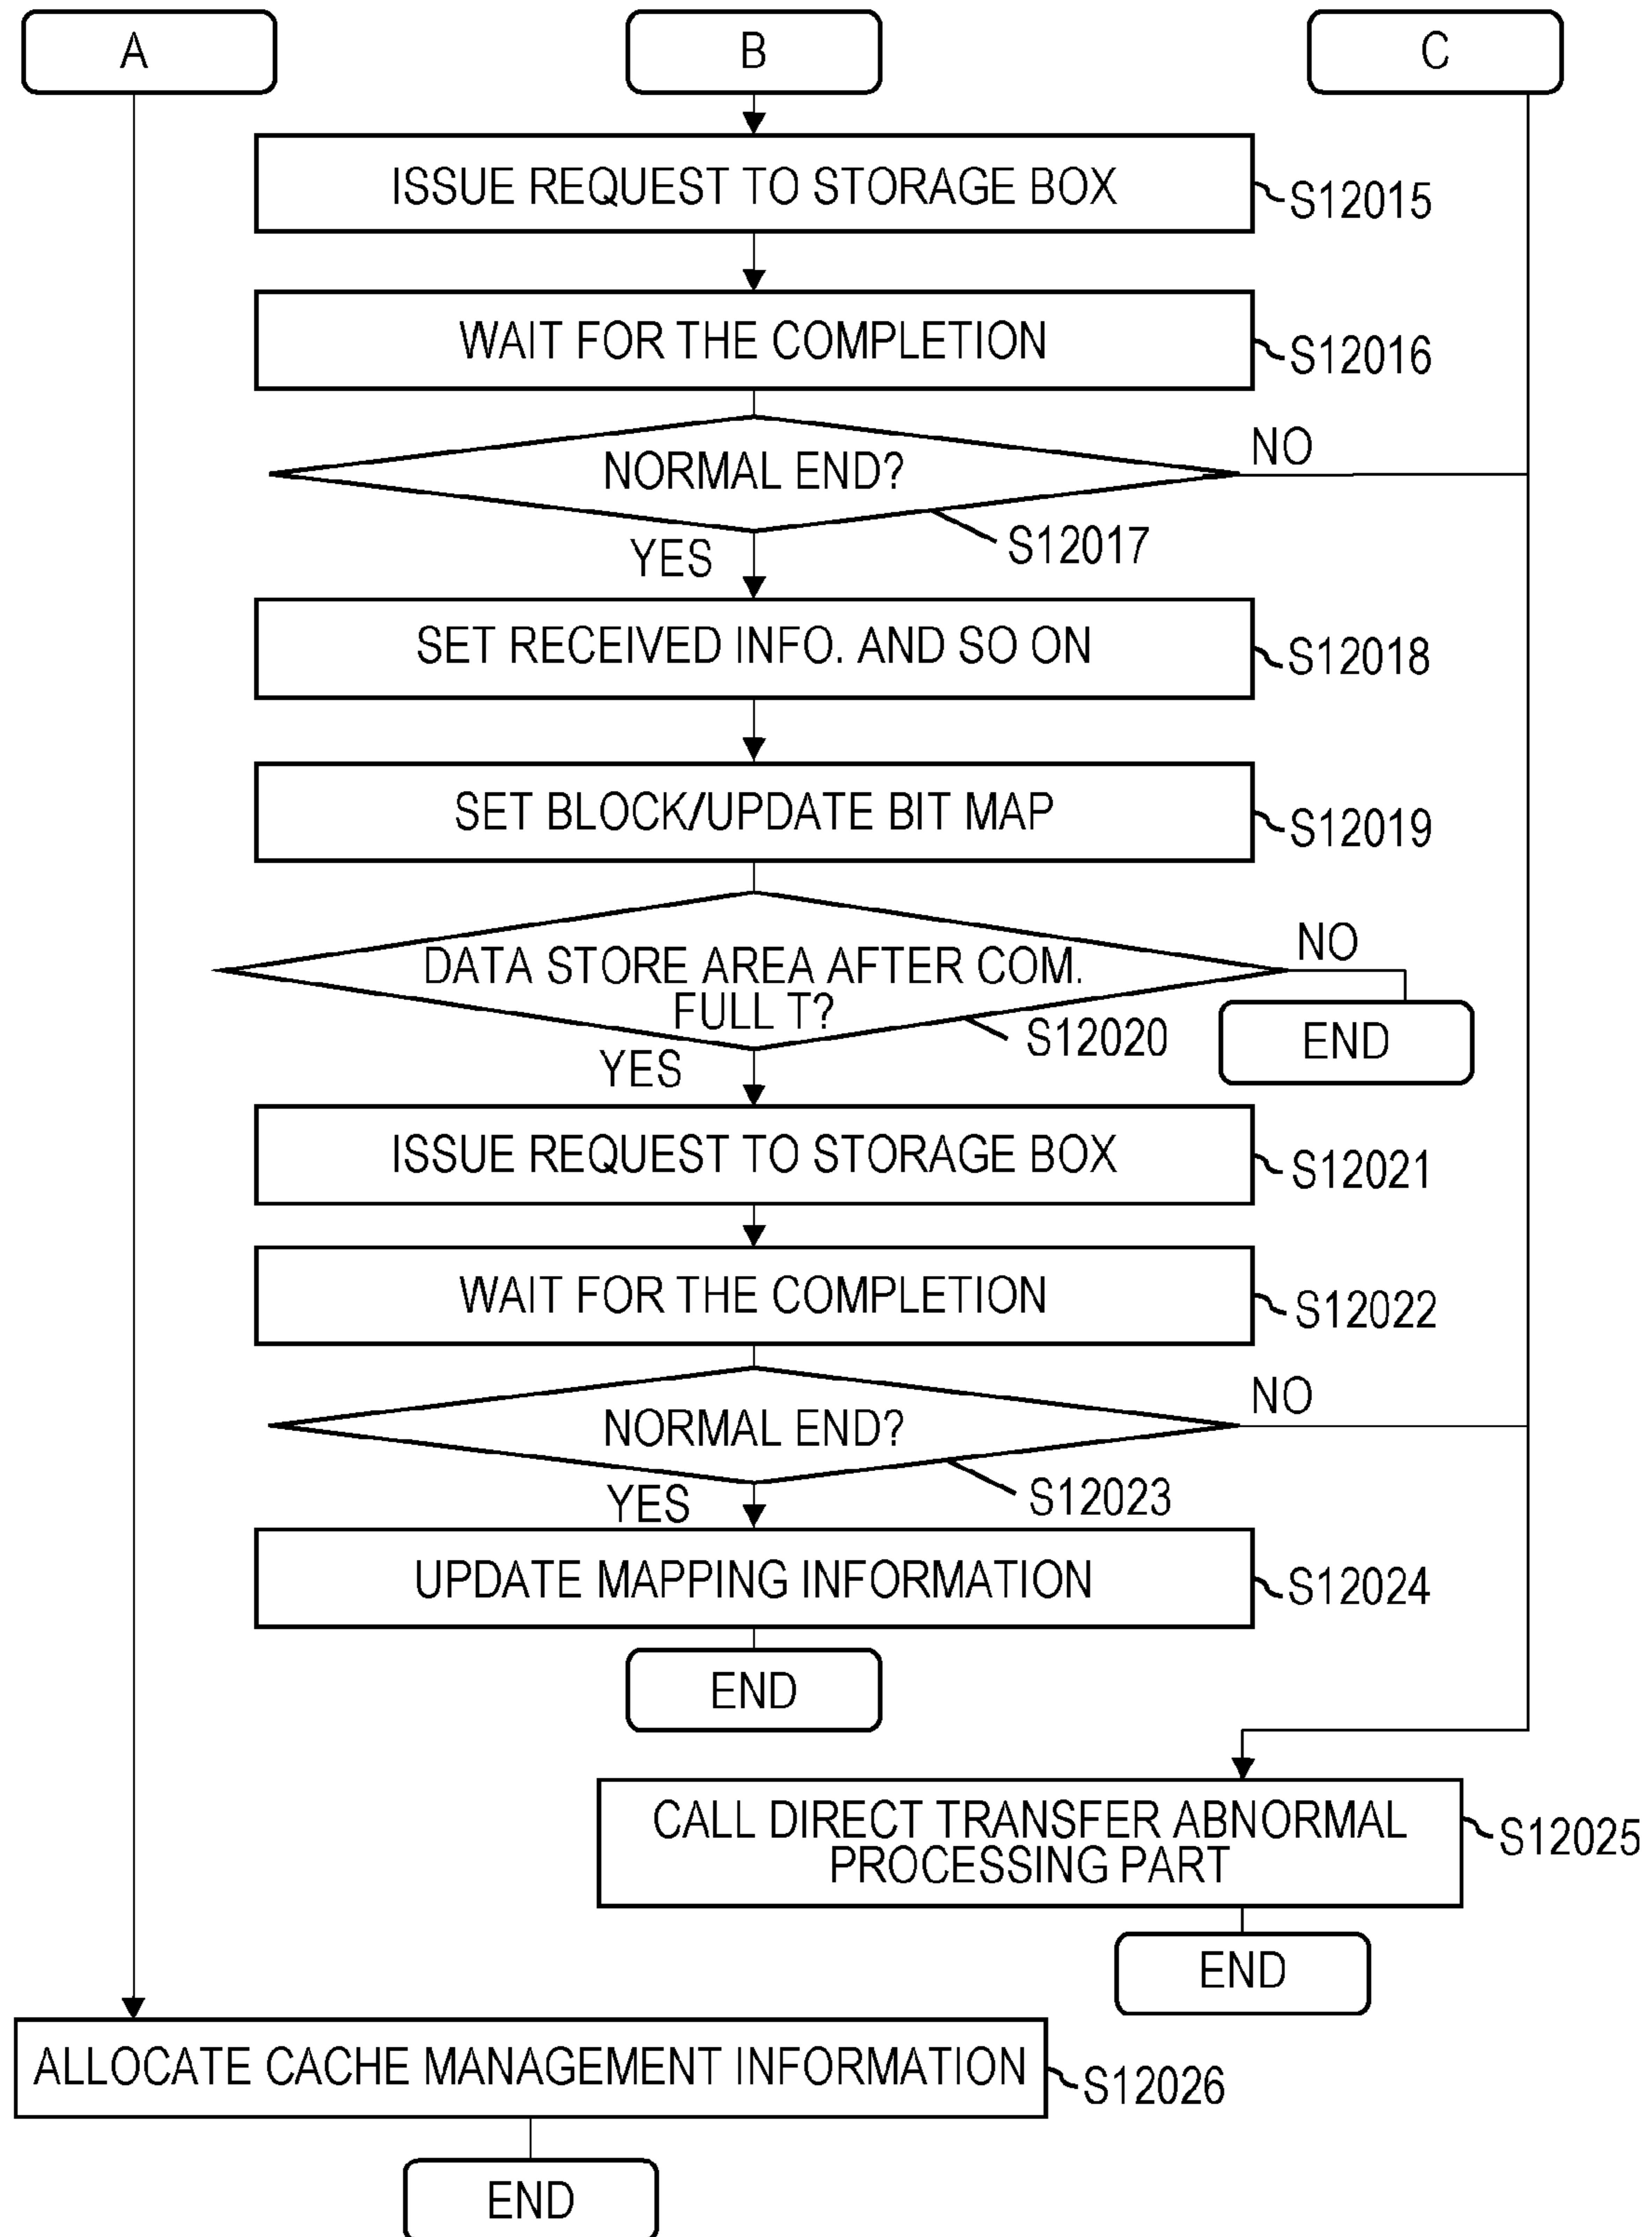 A
B
C
ISSUE REQUEST TO STORAGE BOX
S12015
WAIT FOR THE COMPLETION
S12016
NORMAL END?
NO
S12017
YES
SET RECEIVED INFO. AND SO ON
S12018
SET BLOCK/UPDATE BIT MAP
S12019
DATA STORE AREA AFTER COM.
FULL T?
NO
S12020
END
YES
ISSUE REQUEST TO STORAGE BOX
S12021
WAIT FOR THE COMPLETION
S12022
NORMAL END?
NO
S12023
YES
UPDATE MAPPING INFORMATION
S12024
END
CALL DIRECT TRANSFER ABNORMAL
PROCESSING PART
S12025
END
ALLOCATE CACHE MANAGEMENT INFORMATION
S12026
END